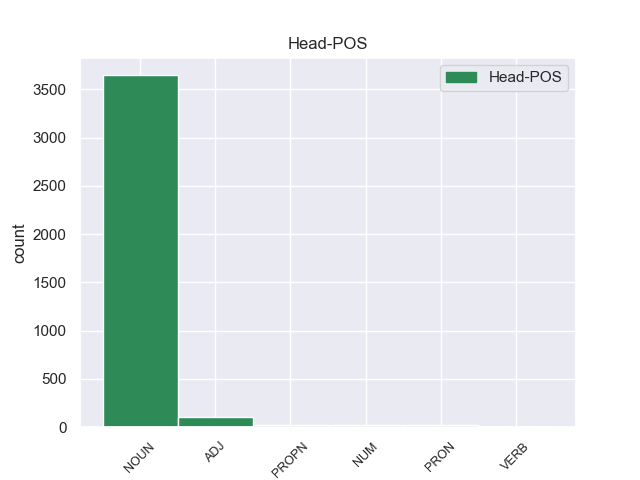 Head-POS
Head-POS
3500
3000
2500
2000
1500
1000
500
0
count
NOUN
ADJ
PROPN
NUM
PRON
VERB